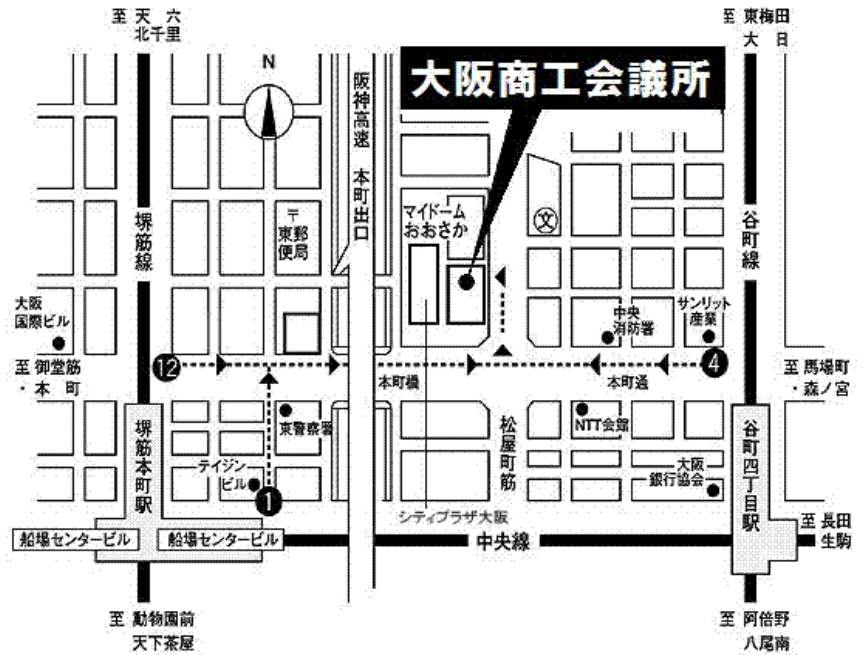 至 天 六
北千里
至 東梅田
大 日
N
大阪商工会議所
阪神高速 本町出口
堺筋線
谷町線
〒
東郵
便局
マイドーム
おおさか
文
大阪
国際ビル
中央
消防署
サンリット
産業
至 御堂筋
・本 町
12
4
本町橋
本町通
至 馬場町
・森ノ宮
東警察署
NTT会館
松屋町筋
堺筋本町駅
谷町四丁目駅
テイジン
ビル
1
大阪
銀行協会
シティプラザ大阪
船場センタービル
船場センタービル
中央線
至 長田
生駒
至 動物園前
天下茶屋
至 阿倍野
八尾南